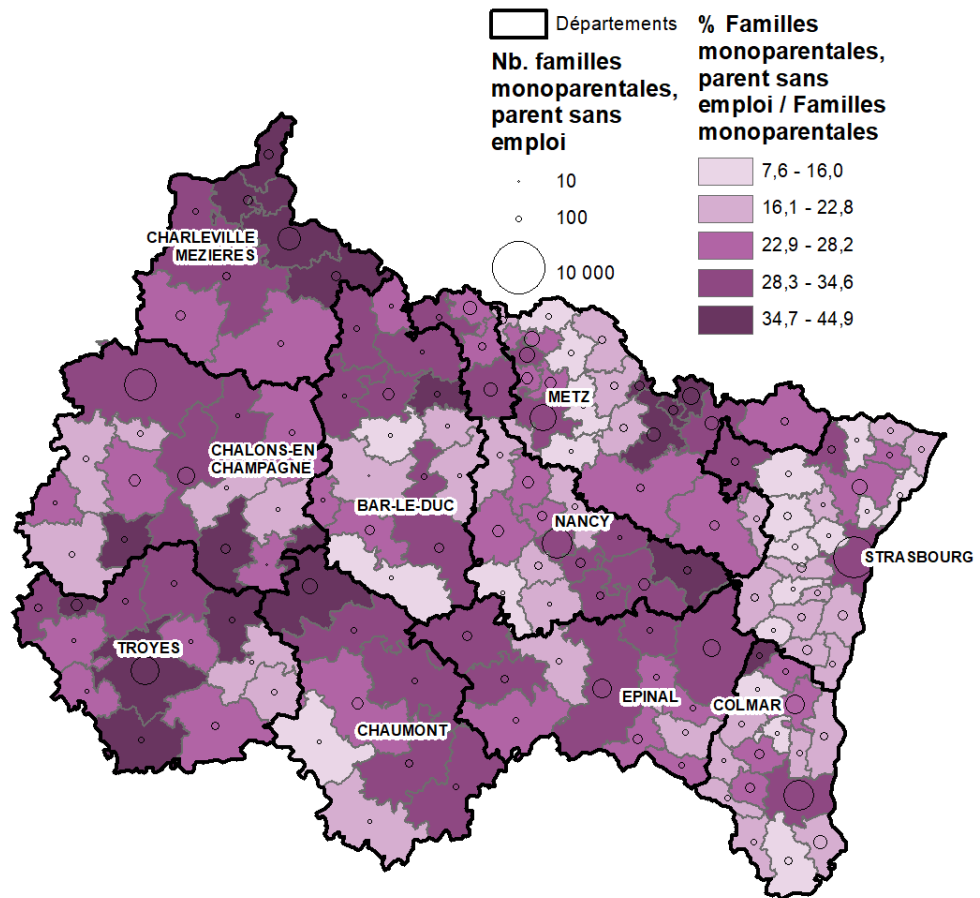 Départements
Nb. familles
monoparentales,
parent sans
emploi
10
100
10 000
% Familles
monoparentales,
parent sans
emploi / Familles
monoparentales
7,6 - 16,0
16,1 - 22,8
22,9 - 28,2
28,3 - 34,6
34,7 - 44,9
CHARLEVILLE
MEZIERES
METZ
CHALONS-EN
CHAMPAGNE
BAR-LE-DUC
NANCY
STRASBOURG
TROYES
EPINAL
COLMAR
CHAUMONT